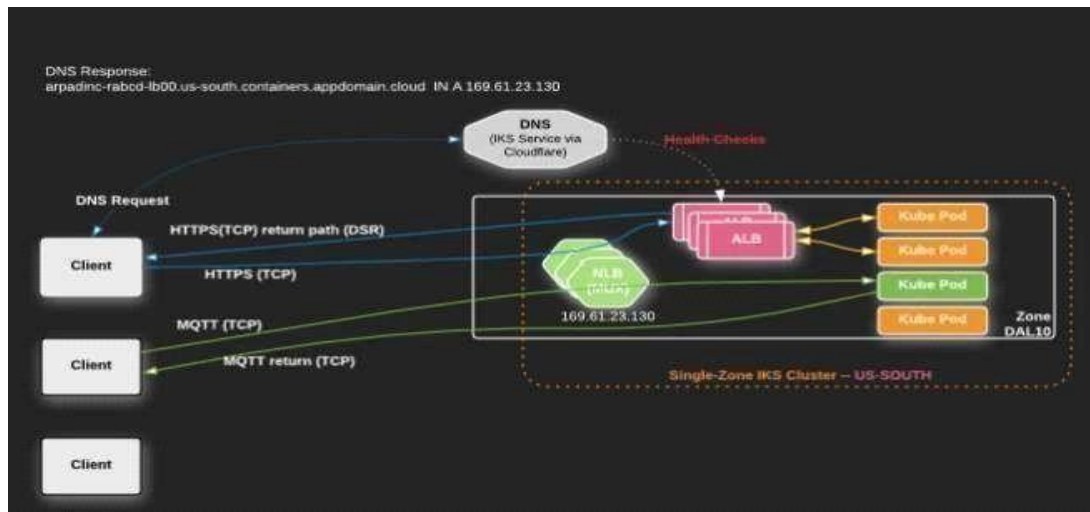 DNS Response:
arpadinc-rabcd-lb00.us-south.containers.appdomain.cloud IN A 169.61.23.130
DNS
(IKS Service via
Cloudflare)
Health Checks
DNS Request
HTTPS(TCP) return path (DSR)
Client
HTTPS (TCP)
ALB
ALB
Kube Pod
Kube Pod
Kube Pod
Kube Pod
NLB
(MUX)
169.61.23.130
Zone
DAL10
MQTT (TCP)
MQTT return (TCP)
Client
Single-Zone IKS Cluster -- US-SOUTH
Client